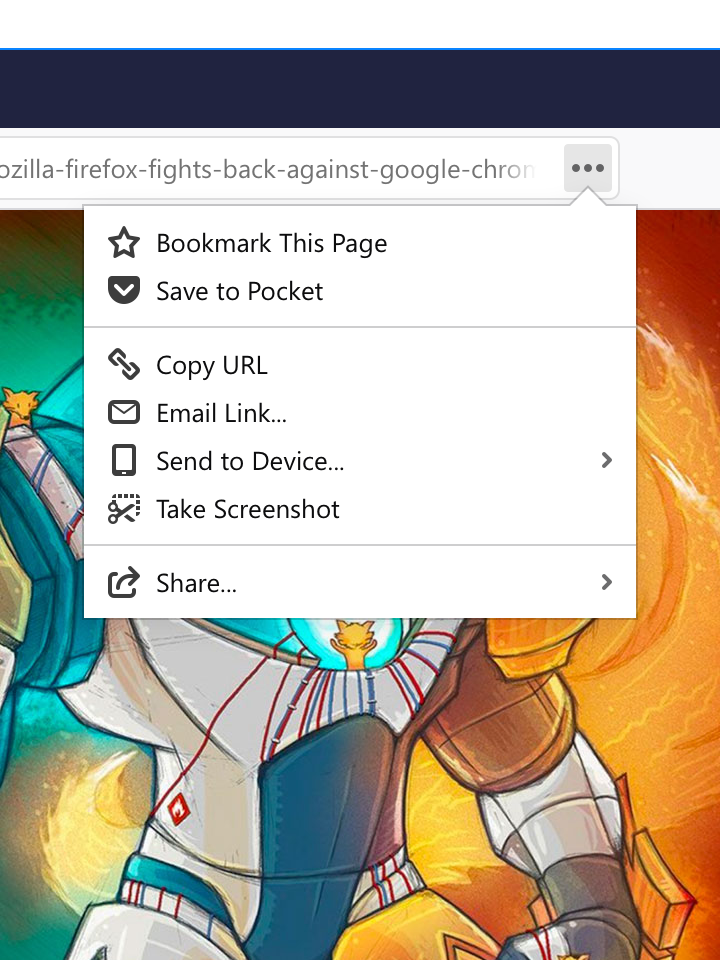 ozilla-firefox-fights-back-against-google-chron
Bookmark This Page
Save to Pocket
Copy URL
Email Link...
Send to Device...
Take Screenshot
Share...